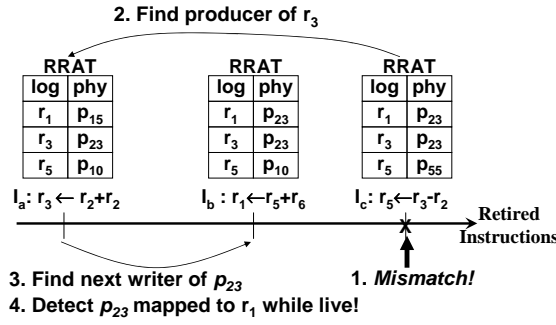 2. Find producer of r3
RRAT RRAT RRAT
log phy log phy log phy
r1 p15 r1 p23 r1 p23
r3 p23 r3 p23 r3 p23
r5 p10 r5 p10 r5 p55
Ia: r3 ← r2+r2 Ib : r1←r5+r6 Ic: r5←r3-r2
x Retired
Instructions
3. Find next writer of p23 1. Mismatch!
4. Detect p23 mapped to r1 while live!